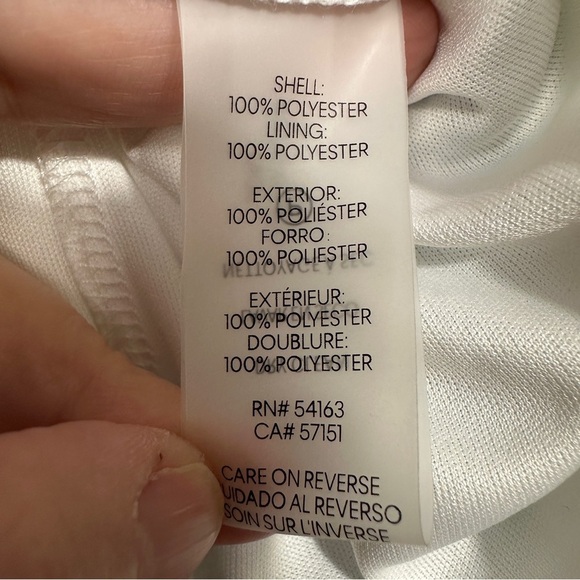 SHELL:
100% POLYESTER
LINING:
100% POLYESTER
EXTERIOR:
100% POLIÉSTER
FORRO:
100% POLIESTER
EXTÉRIEUR:
100% POLYESTER
DOUBLURE:
100% POLYESTER
RN# 54163
CA# 57151
CARE ON REVERSE
UIDADO AL REVERSO
SOIN SUR L'INVERSE